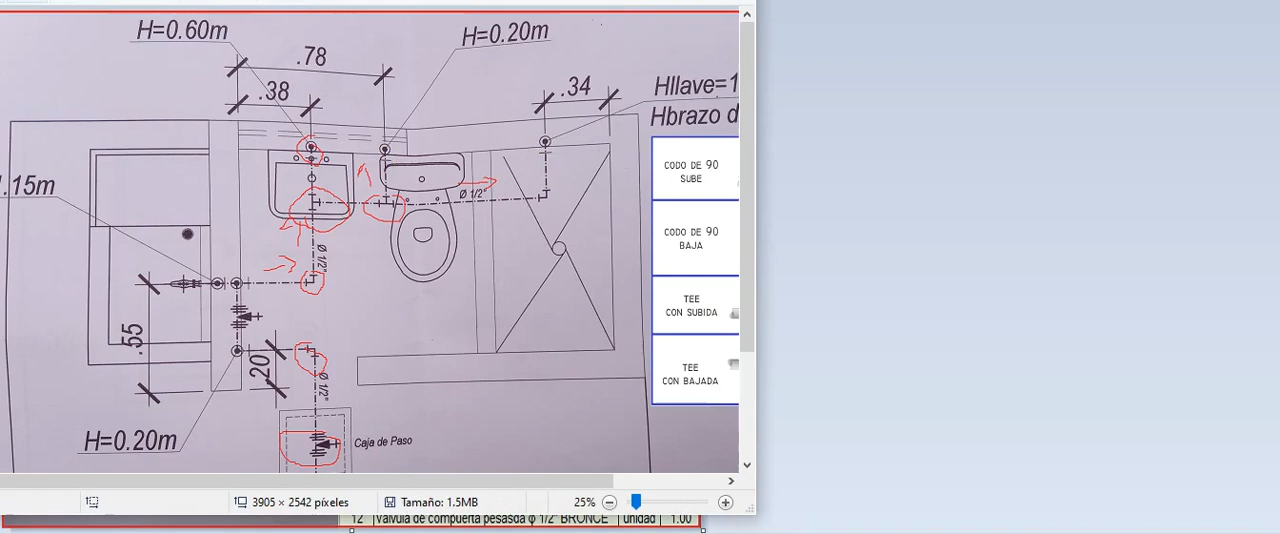 H=0.60m
H=0.20m
.78
.38
.34
Hllave=1
Hbrazo d
CODO DE 90
SUBE
.15m
Ø 1/2"
CODO DE 90
BAJA
Ø 1/2"
TEE
CON SUBIDA
.55
.20
Ø 1/2"
TEE
CON BAJADA
H=0.20m
Caja de Paso
3905 × 2542 píxeles
Tamaño: 1.5MB
25%
12 Valvula de compuerta pesasda φ 1/2" BRONCE unidad 1.00